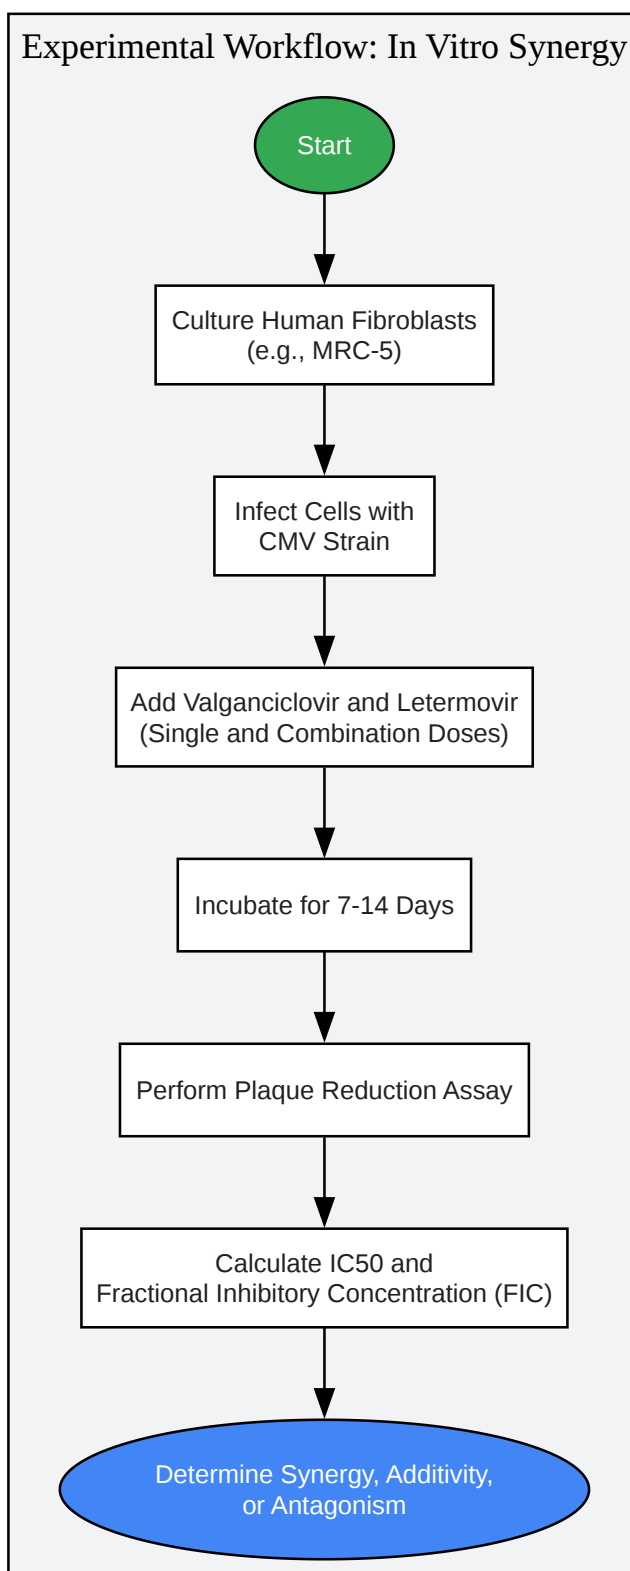 Experimental Workflow: In Vitro Synergy
Start
Culture Human Fibroblasts
(e.g., MRC-5)
Infect Cells with
CMV Strain
Add Valganciclovir and Letermovir
(Single and Combination Doses)
Incubate for 7-14 Days
Perform Plaque Reduction Assay
Calculate IC50 and
Fractional Inhibitory Concentration (FIC)
Determine Synergy, Additivity,
or Antagonism